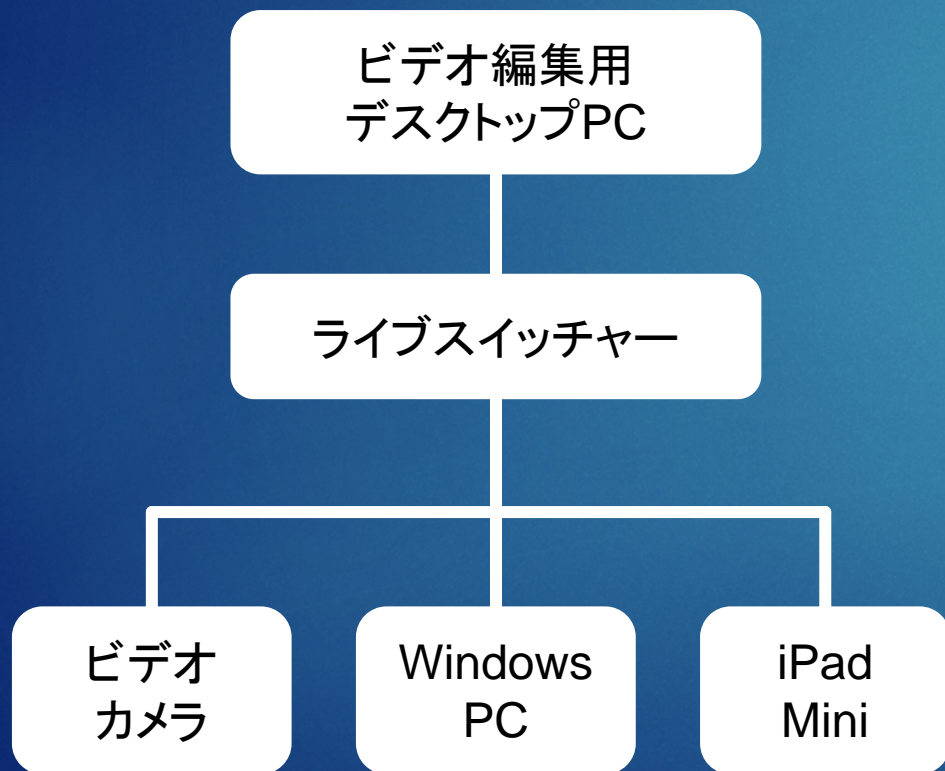 ビデオ編集用
デスクトップPC
ライブスイッチャー
ビデオ
カメラ
Windows
PC
iPad
Mini